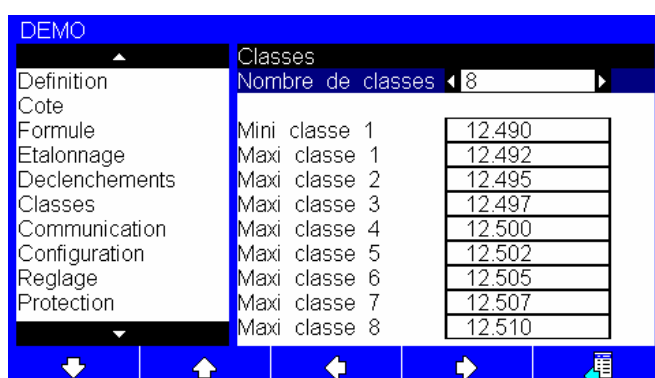 DEMO
Definition
Cote
Formule
Etalonnage
Declenchements
Classes
Communication
Configuration
Reglage
Protection
Classes
Nombre de classes 8
Mini classe 1 12.490
Maxi classe 1 12.492
Maxi classe 2 12.495
Maxi classe 3 12.497
Maxi classe 4 12.500
Maxi classe 5 12.502
Maxi classe 6 12.505
Maxi classe 7 12.507
Maxi classe 8 12.510